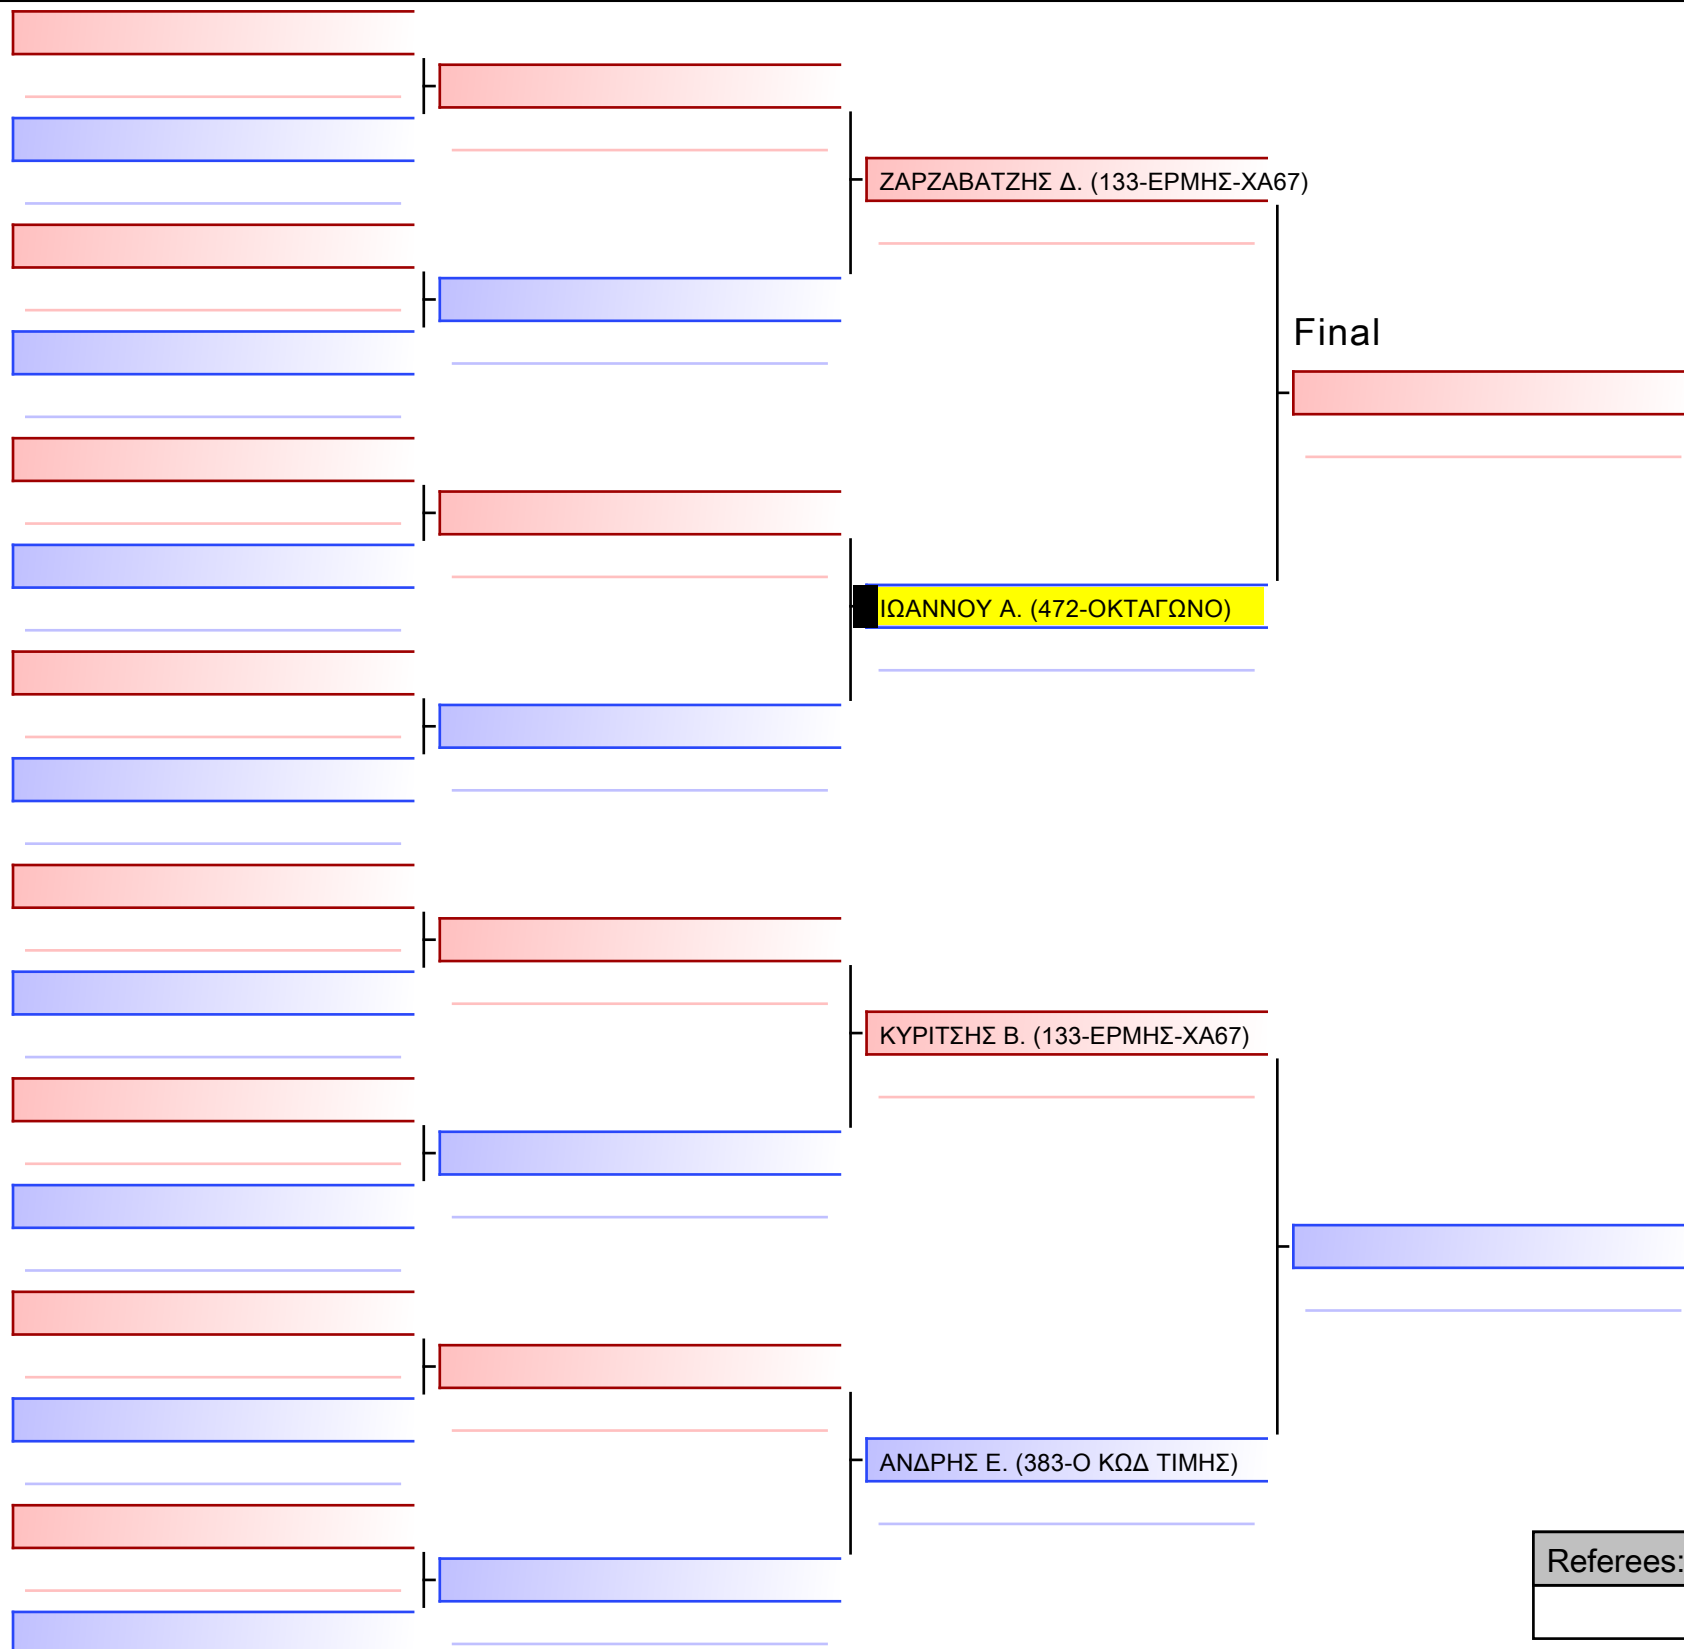 ΖΑΡΖΑΒΑΤΖΗΣ Δ. (133-ΕΡΜΗΣ-ΧΑ67)
Final
ΙΩΑΝΝΟΥ Α. (472-ΟΚΤΑΓΩΝΟ)
ΚΥΡΙΤΣΗΣ Β. (133-ΕΡΜΗΣ-ΧΑ67)
ΑΝΔΡΗΣ Ε. (383-Ο ΚΩΔ ΤΙΜΗΣ)
Referees: